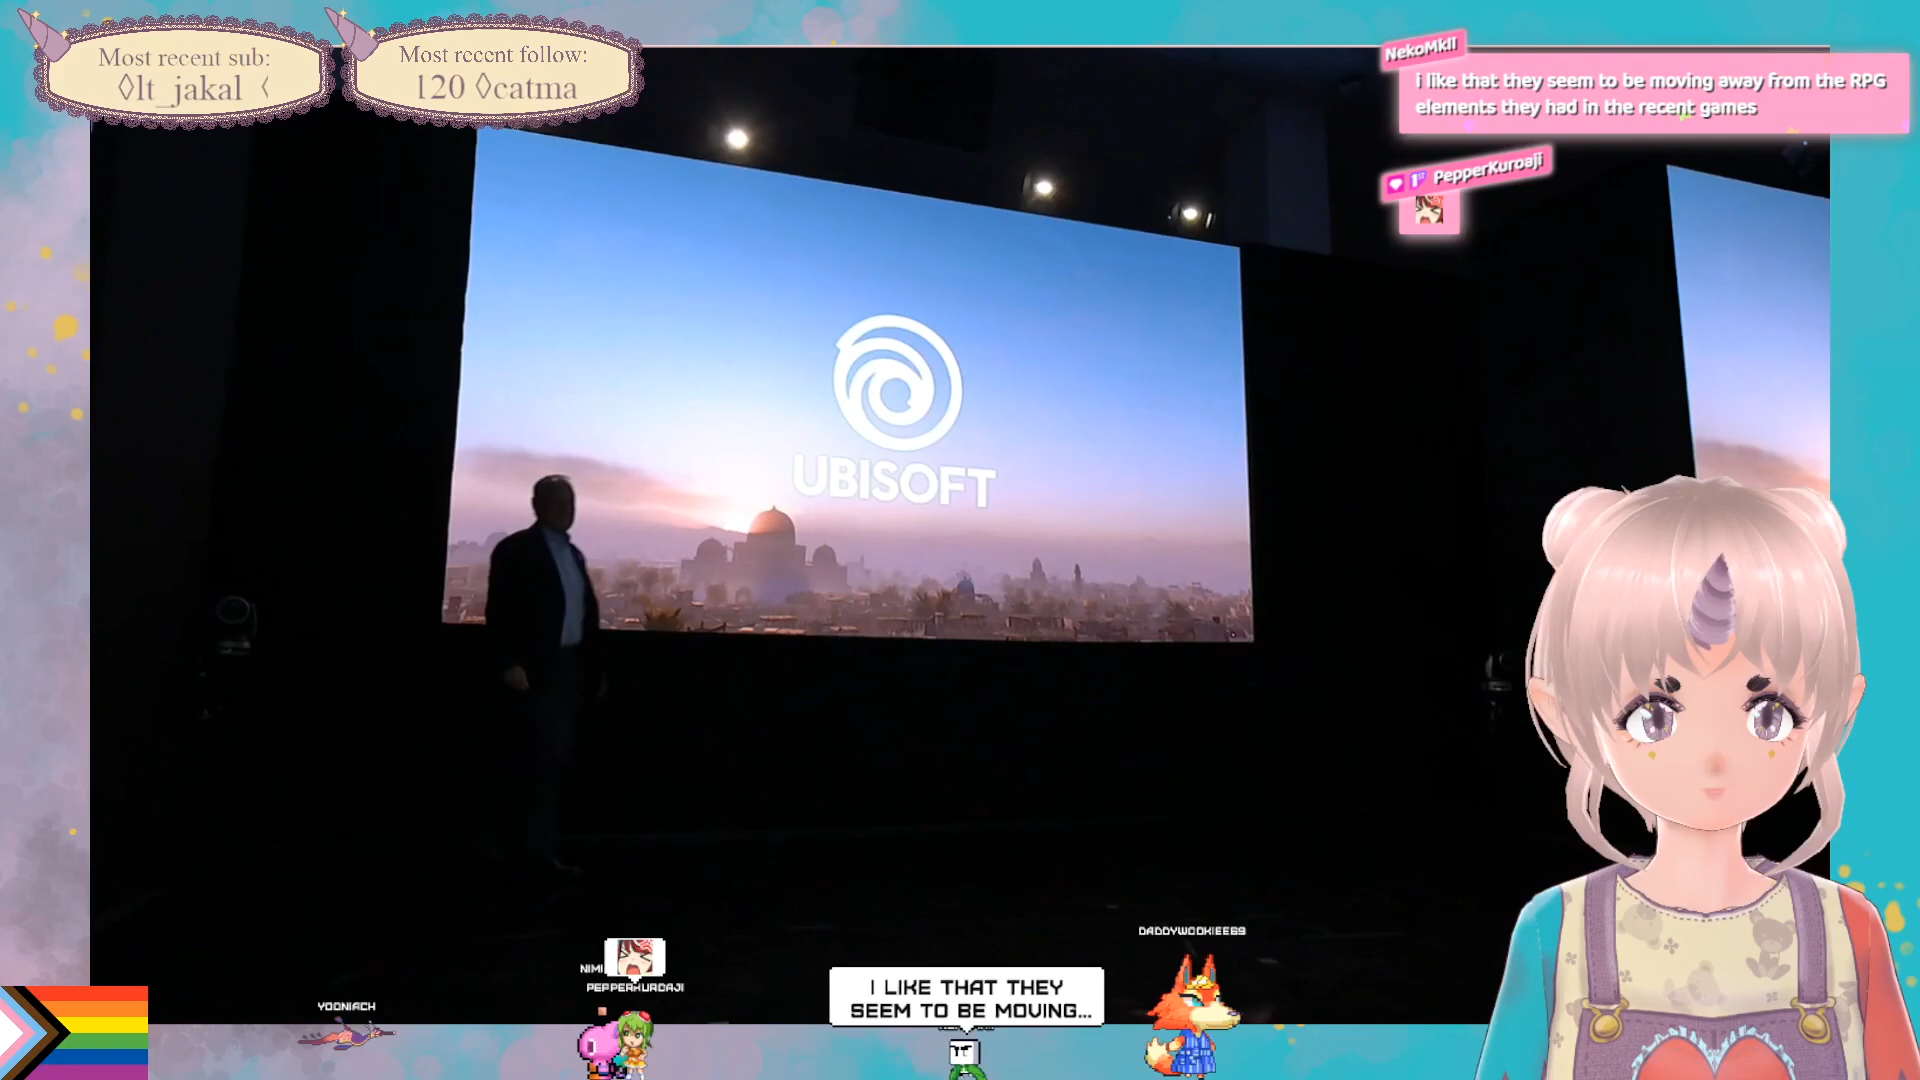 Most recent sub:
◊lt_jakal
Most recent follow:
120 ◊catma
NekoMkII
i like that they seem to be moving away from the RPG
elements they had in the recent games
1ST PepperKuroaji
UBISOFT
DADDYWOOKIEE69
NIMI
PEPPERKUROAJI
I LIKE THAT THEY
SEEM TO BE MOVING...
YOONIACH